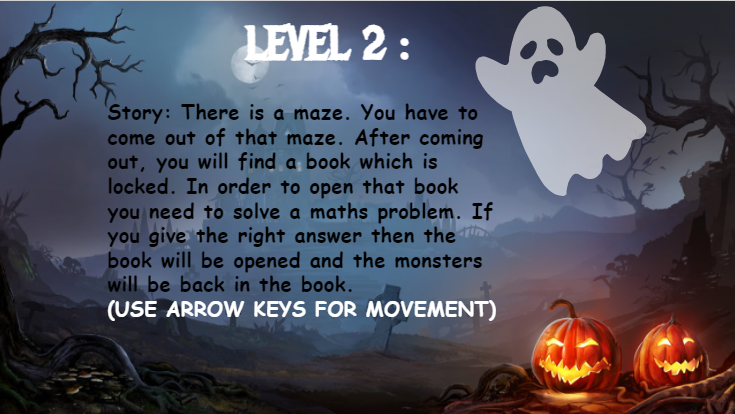 LEVEL 2 :
Story: There is a maze. You have to
come out of that maze. After coming
out, you will find a book which is
locked. In order to open that book
you need to solve a maths problem. If
you give the right answer then the
book will be opened and the monsters
will be back in the book.
(USE ARROW KEYS FOR MOVEMENT)